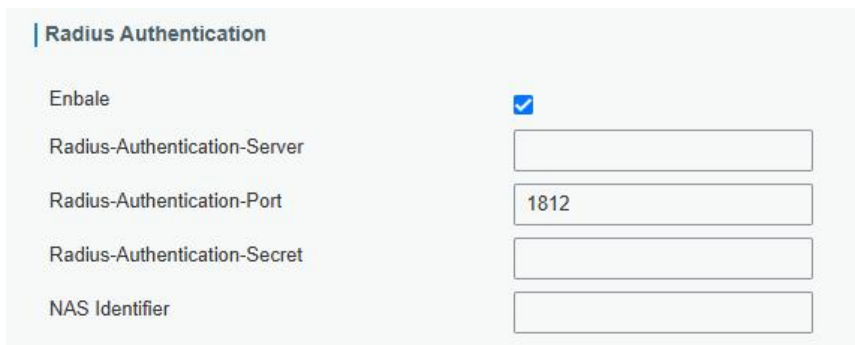 Radius Authentication
Enbale
Radius-Authentication-Server
Radius-Authentication-Port 1812
Radius-Authentication-Secret
NAS Identifier